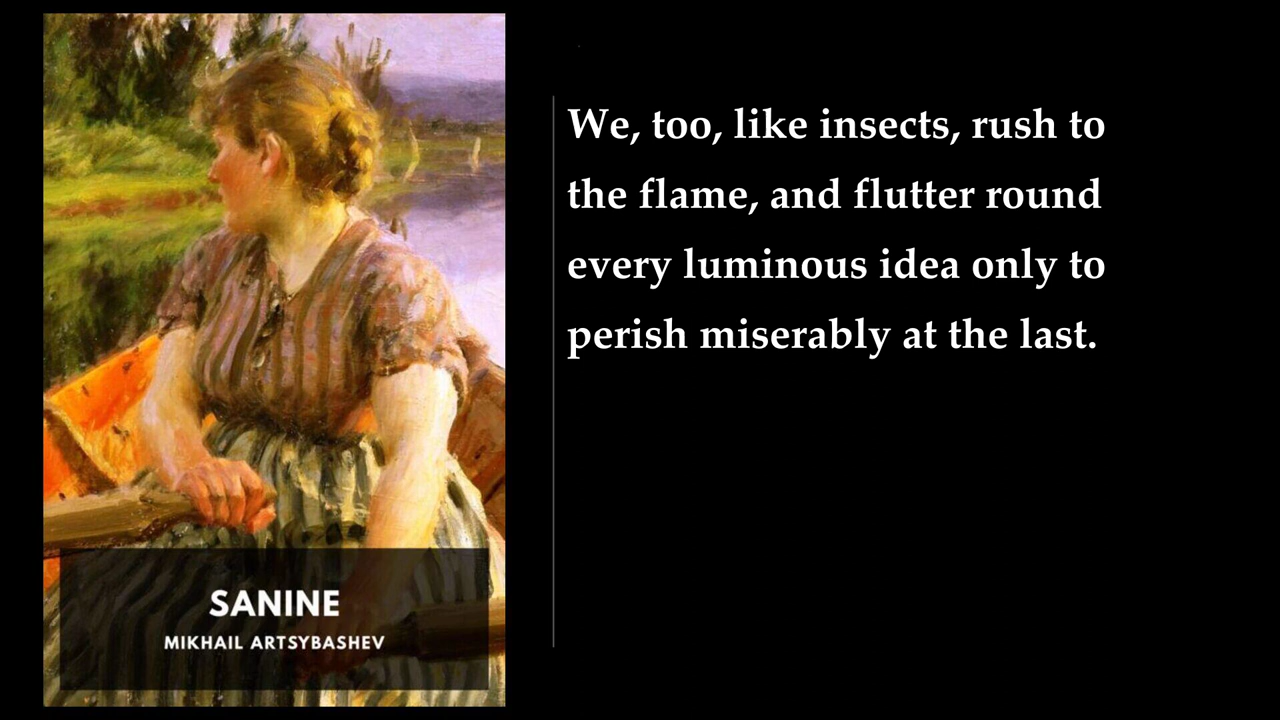 We, too, like insects, rush to
the flame, and flutter round
every luminous idea only to
perish miserably at the last.
SANINE
MIKHAIL ARTSYBASHEV